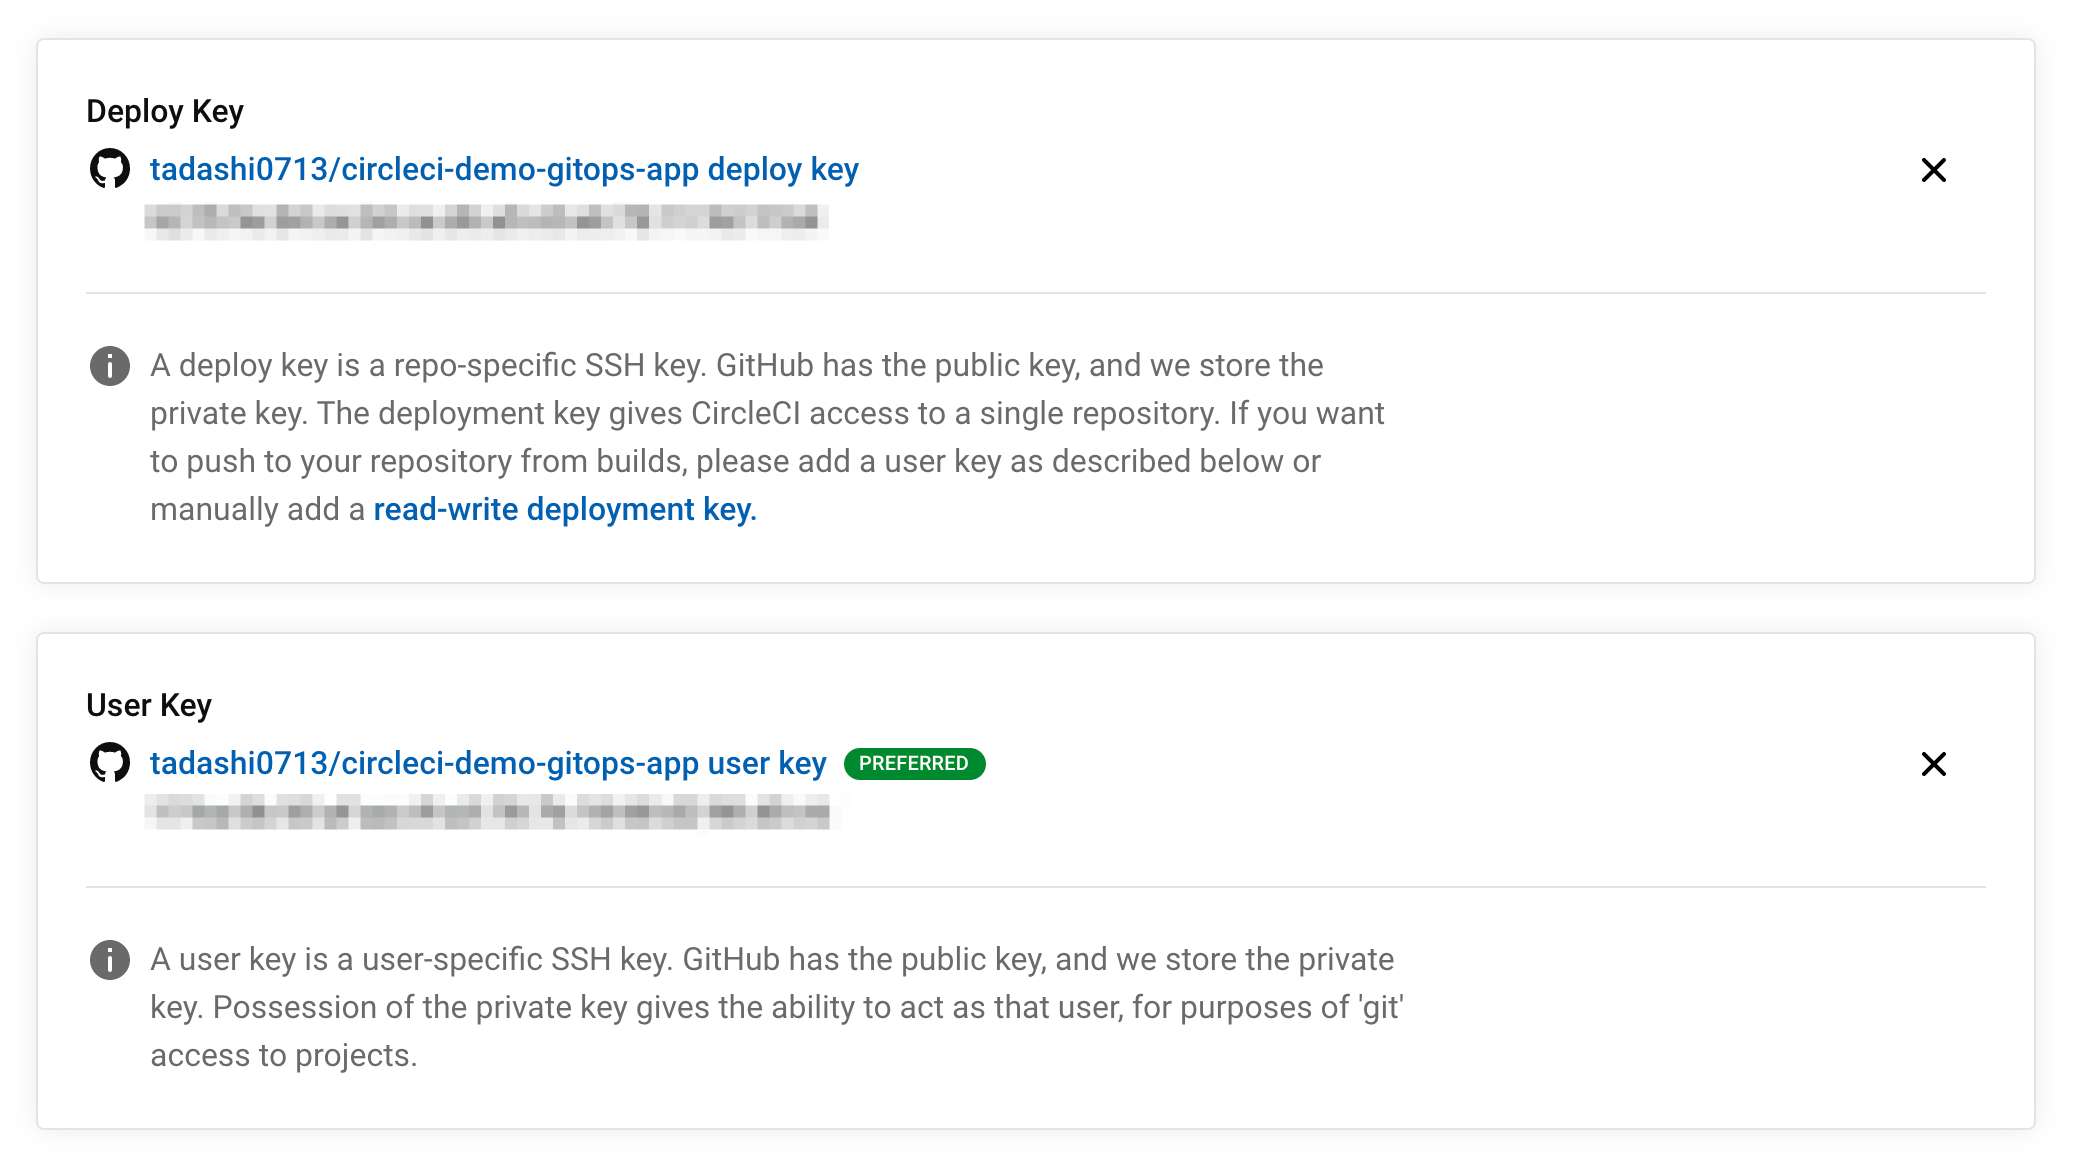 Deploy Key
tadashi0713/circleci-demo-gitops-app deploy key
A deploy key is a repo-specific SSH key. GitHub has the public key, and we store the
private key. The deployment key gives CircleCI access to a single repository. If you want
to push to your repository from builds, please add a user key as described below or
manually add a read-write deployment key.
User Key
tadashi0713/circleci-demo-gitops-app user key PREFERRED
A user key is a user-specific SSH key. GitHub has the public key, and we store the private
key. Possession of the private key gives the ability to act as that user, for purposes of 'git'
access to projects.